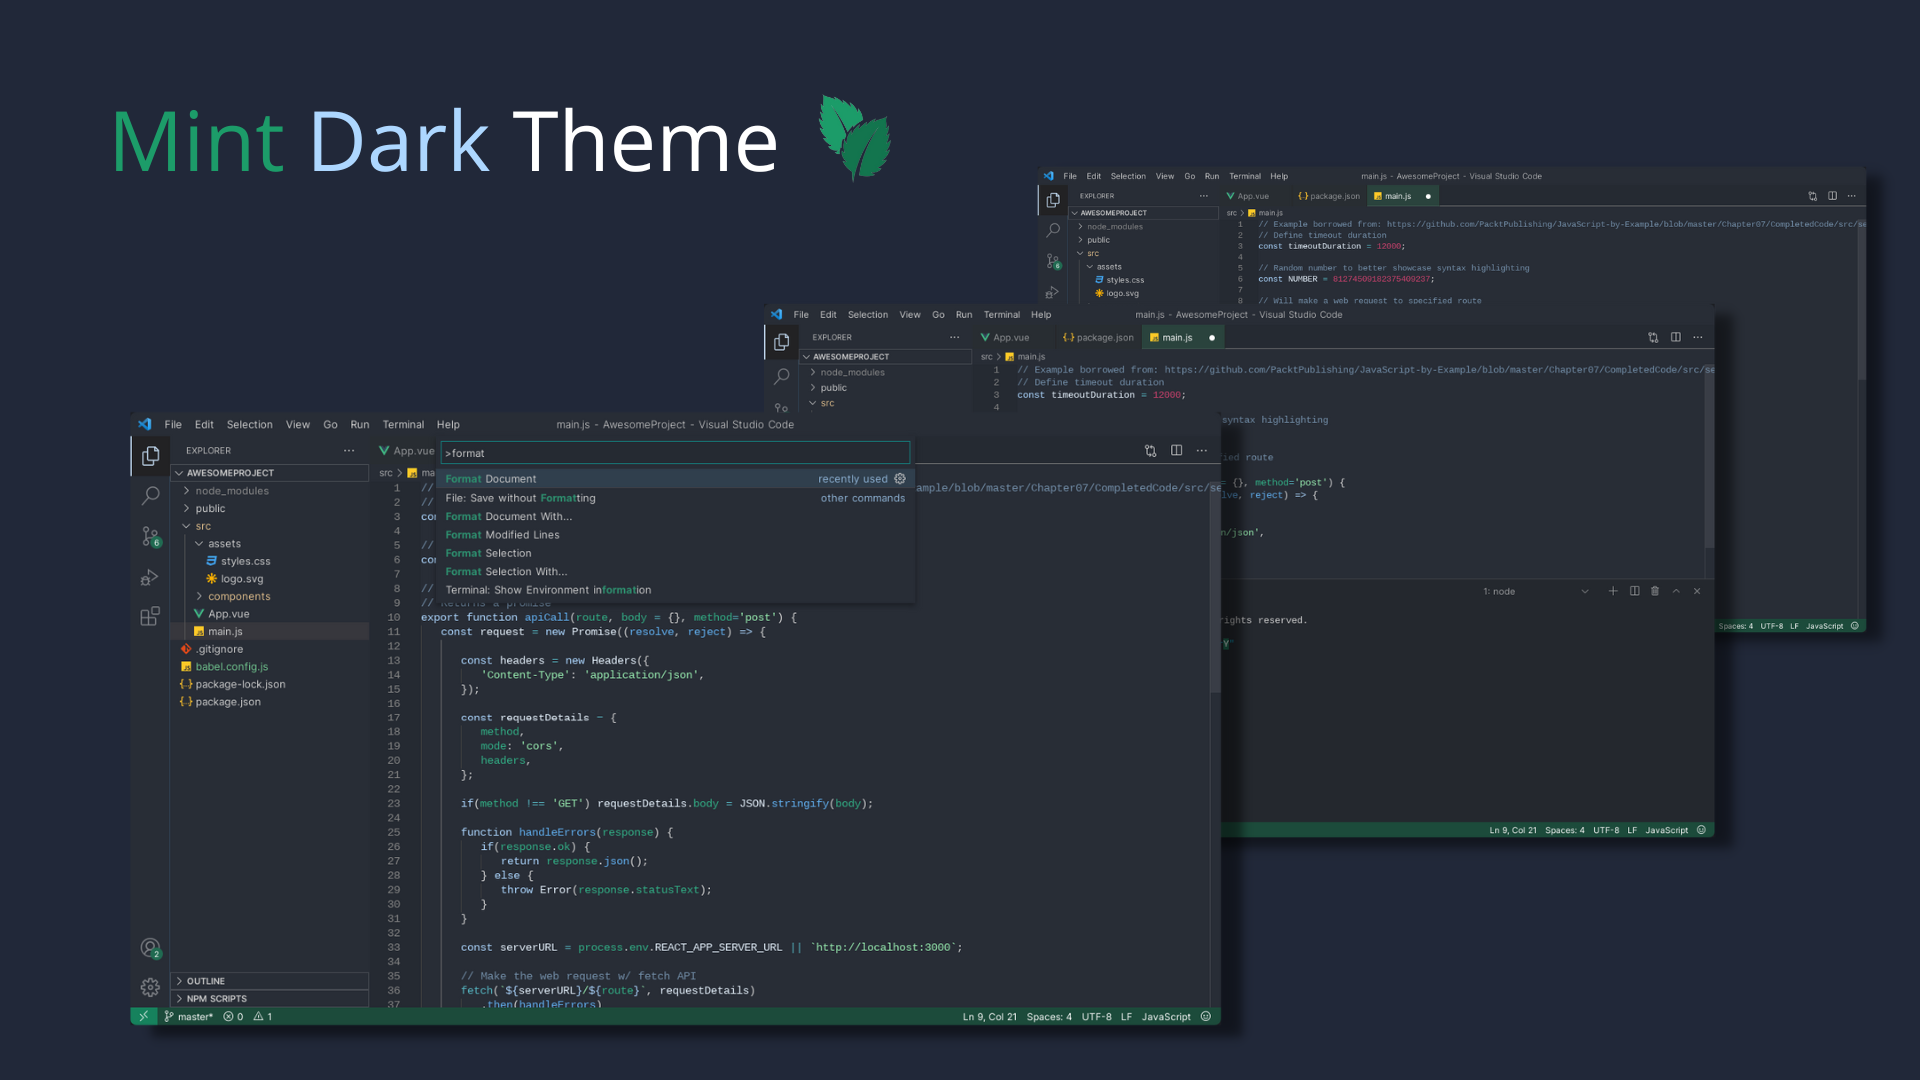 Mint Dark Theme
File Edit Selection View Go Run Terminal Help
main.js - AwesomeProject - Visual Studio Code
EXPLORER
App.vue
package.json
main.js
AWESOMEPROJECT
src > main.js
node_modules
public
src
assets
styles.css
logo.svg
6
1 // Example borrowed from: https://github.com/PacktPublishing/JavaScript-by-Example/blob/master/Chapter07/CompletedCode/src/se
2 // Define timeout duration
3 const timeoutDuration = 12000;
4
5 // Random number to better showcase syntax highlighting
6 const NUMBER = 81274509182375409237;
7
8 // Will make a web request to specified route
Spaces: 4 UTF-8 LF JavaScript
File Edit Selection View Go Run Terminal Help
main.js - AwesomeProject - Visual Studio Code
EXPLORER
App.vue
package.json
main.js
AWESOMEPROJECT
src > main.js
node_modules
public
src
1 // Example borrowed from: https://github.com/PacktPublishing/JavaScript-by-Example/blob/master/Chapter07/CompletedCode/src/se
2 // Define timeout duration
3 const timeoutDuration = 12000;
4
syntax highlighting
fied route
= {}, method='post') {
lve, reject) => {
n/json',
1: node
rights reserved.
Y"
Ln 9, Col 21 Spaces: 4 UTF-8 LF JavaScript
File Edit Selection View Go Run Terminal Help
main.js - AwesomeProject - Visual Studio Code
EXPLORER
App.vue
>format
AWESOMEPROJECT
src > ma
Format Document recently used
File: Save without Formatting other commands
Format Document With...
Format Modified Lines
Format Selection
Format Selection With...
Terminal: Show Environment information
node_modules
public
src
assets
styles.css
logo.svg
components
App.vue
main.js
.gitignore
babel.config.js
package-lock.json
package.json
6
2
OUTLINE
NPM SCRIPTS
1 // ample/blob/master/Chapter07/CompletedCode/src/se
2 //
3 con
4
5 //
6 con
7
8 //
9 // Returns a promise
10 export function apiCall(route, body = {}, method='post') {
11 const request = new Promise((resolve, reject) => {
12
13 const headers = new Headers({
14 'Content-Type': 'application/json',
15 });
16
17 const requestDetails = {
18 method,
19 mode: 'cors',
20 headers,
21 };
22
23 if(method !== 'GET') requestDetails.body = JSON.stringify(body);
24
25 function handleErrors(response) {
26 if(response.ok) {
27 return response.json();
28 } else {
29 throw Error(response.statusText);
30 }
31 }
32
33 const serverURL = process.env.REACT_APP_SERVER_URL || `http://localhost:3000`;
34
35 // Make the web request w/ fetch API
36 fetch(`${serverURL}/${route}`, requestDetails)
37 .then(handleErrors)
master* 0 1
Ln 9, Col 21 Spaces: 4 UTF-8 LF JavaScript